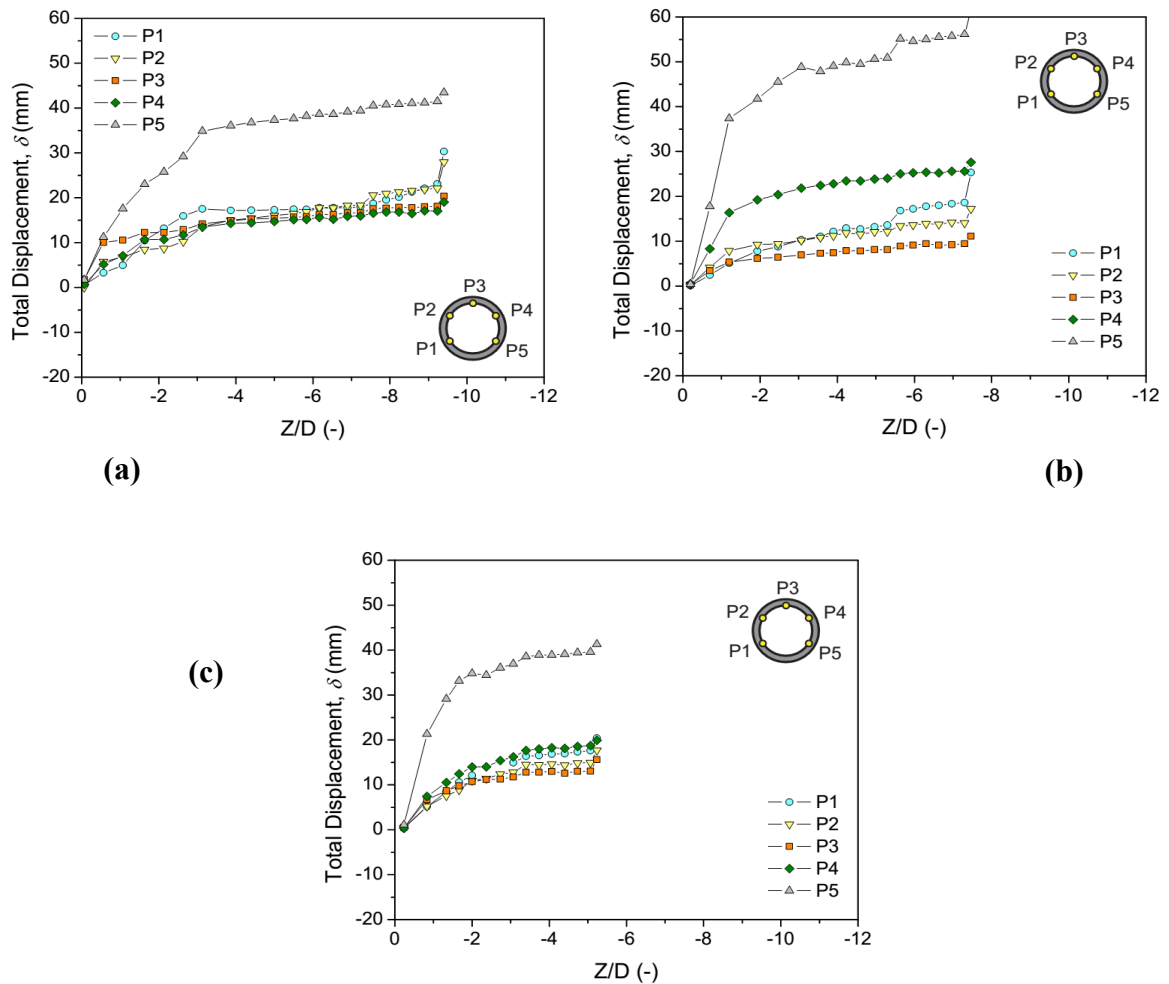 60
50
40
30
20
10
0
-10
-20
Total Displacement, δ (mm)
P1
P2
P3
P4
P5
P3
P2 P4
P1 P5
0 -2 -4 -6 -8 -10 -12
Z/D (-)
(a)
60
50
40
30
20
10
0
-10
-20
Total Displacement, δ (mm)
P3
P2 P4
P1 P5
P1
P2
P3
P4
P5
0 -2 -4 -6 -8 -10 -12
Z/D (-)
(b)
(c)
60
50
40
30
20
10
0
-10
-20
Total Displacement, δ (mm)
P3
P2 P4
P1 P5
P1
P2
P3
P4
P5
0 -2 -4 -6 -8 -10 -12
Z/D (-)